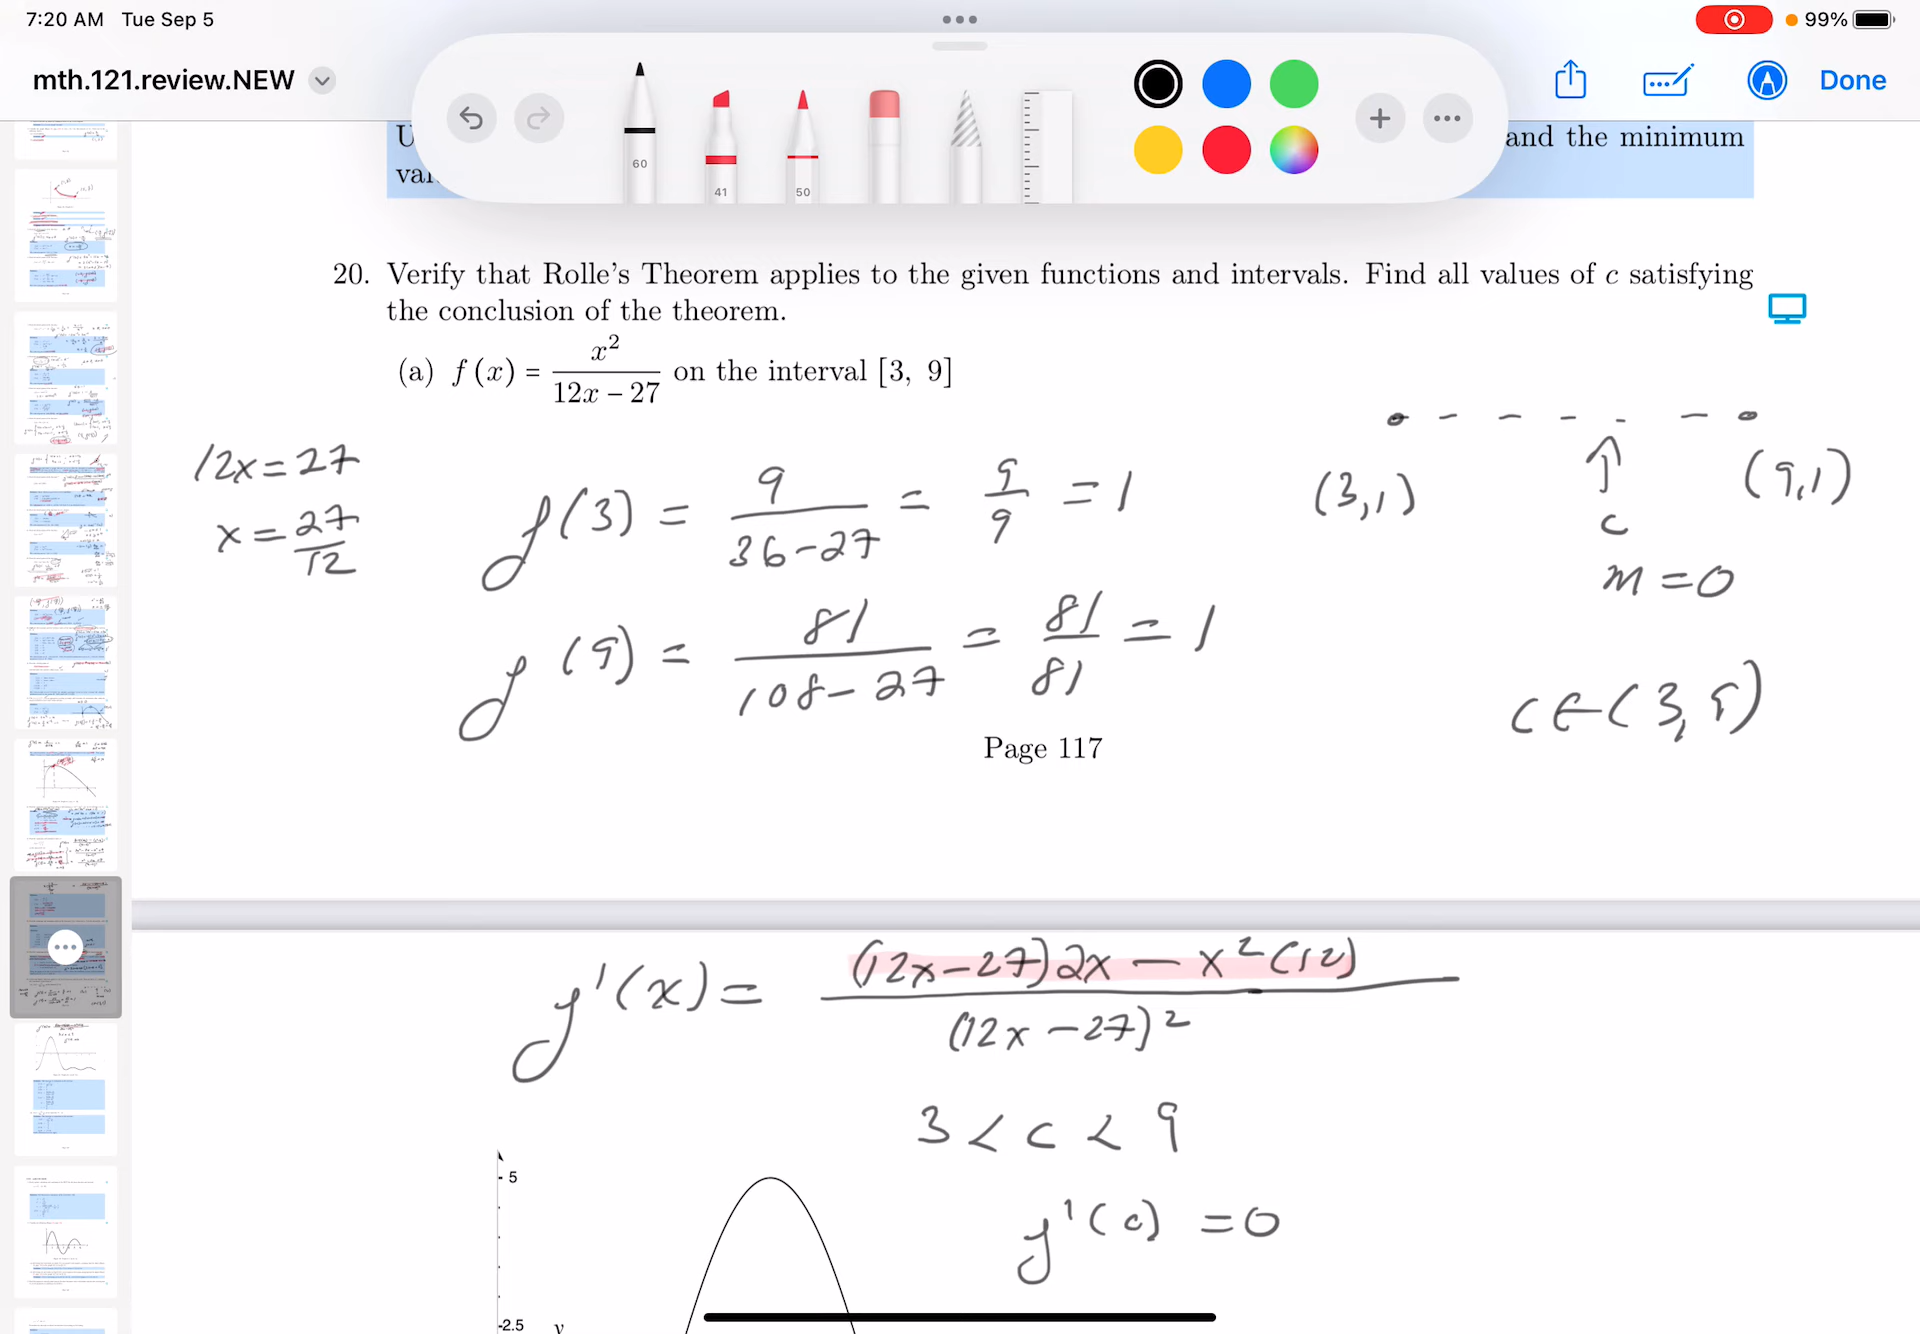 7:20 AM Tue Sep 5
99%
mth.121.review.NEW
Done
60
41
50
U
and the minimum
val
20. Verify that Rolle's Theorem applies to the given functions and intervals. Find all values of c satisfying
the conclusion of the theorem.
(a) f(x) = x²/(12x − 27) on the interval [3, 9]
12x = 27
x = 27/12
f(3) = 9/(36-27) = 9/9 = 1
f(9) = 81/(108-27) = 81/81 = 1
(3,1)
(9,1)
c
m = 0
c ∈ (3, 9)
Page 117
f'(x) = ((12x-27)2x − x²(12))/(12x-27)²
3 < c < 9
f'(c) = 0
5
-2.5
y